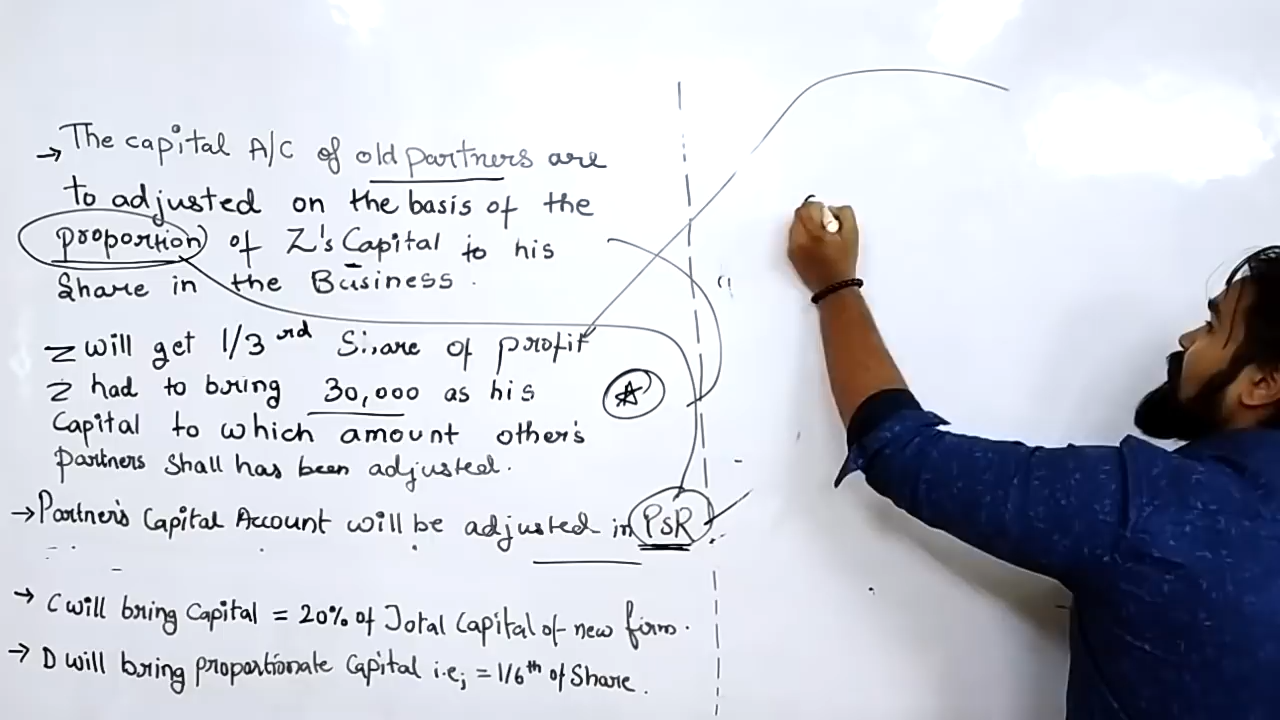 → The capital A/C of old partners are
to adjusted on the basis of the
proportion of Z's Capital to his
Share in the Business.
Z will get 1/3rd Share of profit
Z had to bring 30,000 as his
Capital to which amount other's
partners Shall has been adjusted.
→ Partner's Capital Account will be adjusted in PSR
→ C will bring Capital = 20% of Total Capital of new firm.
→ D will bring proportionate Capital i.e; = 1/6th of Share.